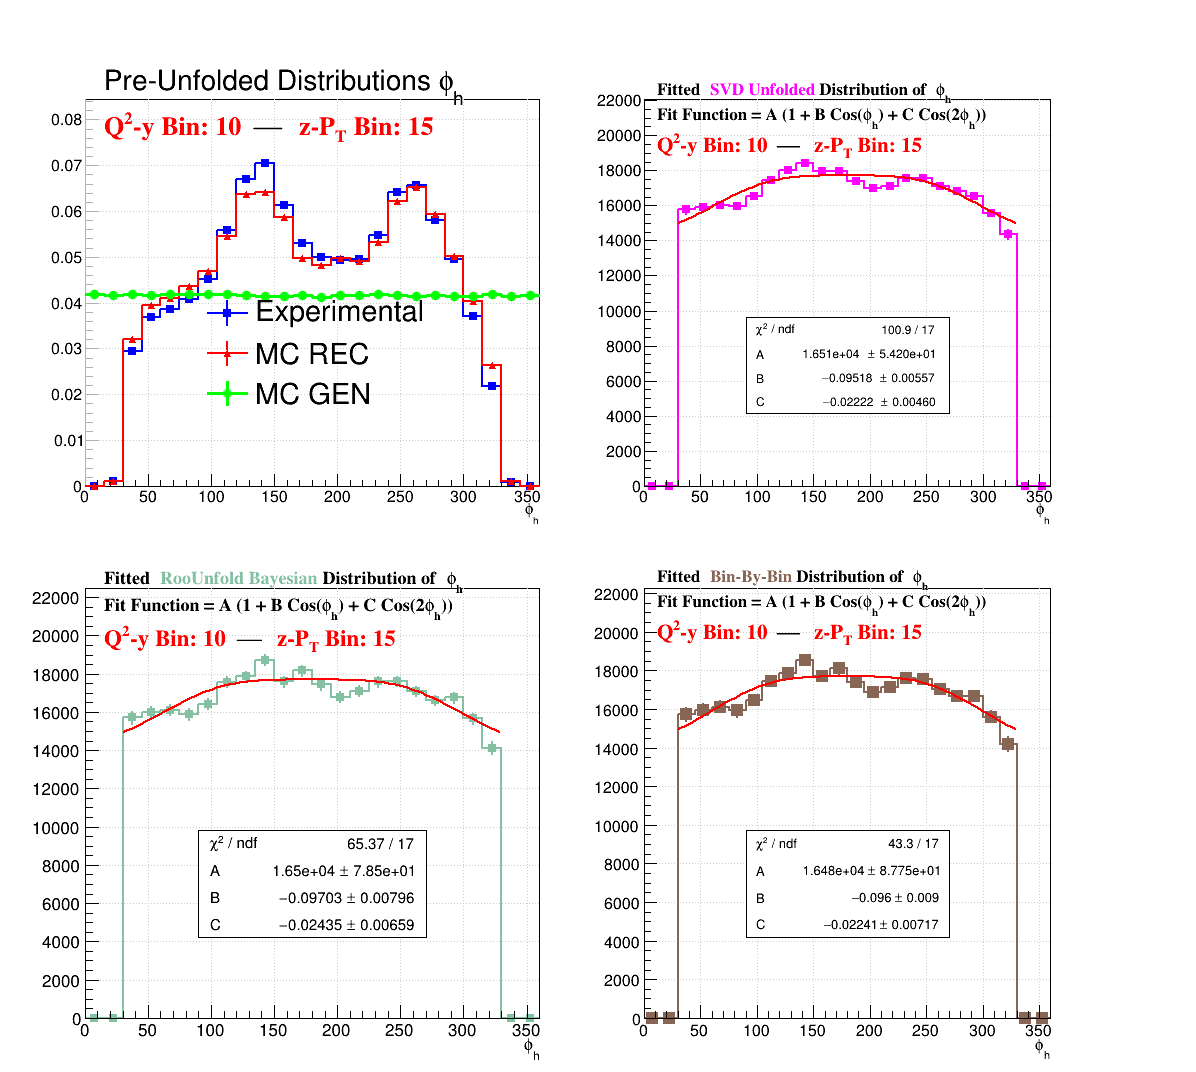 Pre-Unfolded Distributions ϕh
Q²-y Bin: 10 — z-PT Bin: 15
0.08
0.07
0.06
0.05
0.04
0.03
0.02
0.01
0
Experimental
MC REC
MC GEN
0 50 100 150 200 250 300 350
ϕh
Fitted SVD Unfolded Distribution of ϕh
Fit Function = A (1 + B Cos(ϕh) + C Cos(2ϕh))
Q²-y Bin: 10 — z-PT Bin: 15
22000
20000
18000
16000
14000
12000
10000
8000
6000
4000
2000
0
χ² / ndf 100.9 / 17
A 1.651e+04 ± 5.420e+01
B −0.09518 ± 0.00557
C −0.02222 ± 0.00460
0 50 100 150 200 250 300 350
ϕh
Fitted RooUnfold Bayesian Distribution of ϕh
Fit Function = A (1 + B Cos(ϕh) + C Cos(2ϕh))
Q²-y Bin: 10 — z-PT Bin: 15
22000
20000
18000
16000
14000
12000
10000
8000
6000
4000
2000
0
χ² / ndf 65.37 / 17
A 1.65e+04 ± 7.85e+01
B −0.09703 ± 0.00796
C −0.02435 ± 0.00659
0 50 100 150 200 250 300 350
ϕh
Fitted Bin-By-Bin Distribution of ϕh
Fit Function = A (1 + B Cos(ϕh) + C Cos(2ϕh))
Q²-y Bin: 10 — z-PT Bin: 15
22000
20000
18000
16000
14000
12000
10000
8000
6000
4000
2000
0
χ² / ndf 43.3 / 17
A 1.648e+04 ± 8.775e+01
B −0.096 ± 0.009
C −0.02241 ± 0.00717
0 50 100 150 200 250 300 350
ϕh